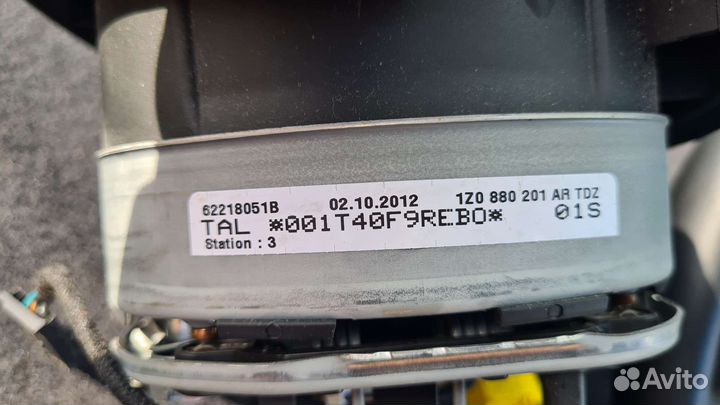 62218051B 02.10.2012 1Z0 880 201 AR TDZ
TAL *001T40F9REBO* 01S
Station : 3
Avito